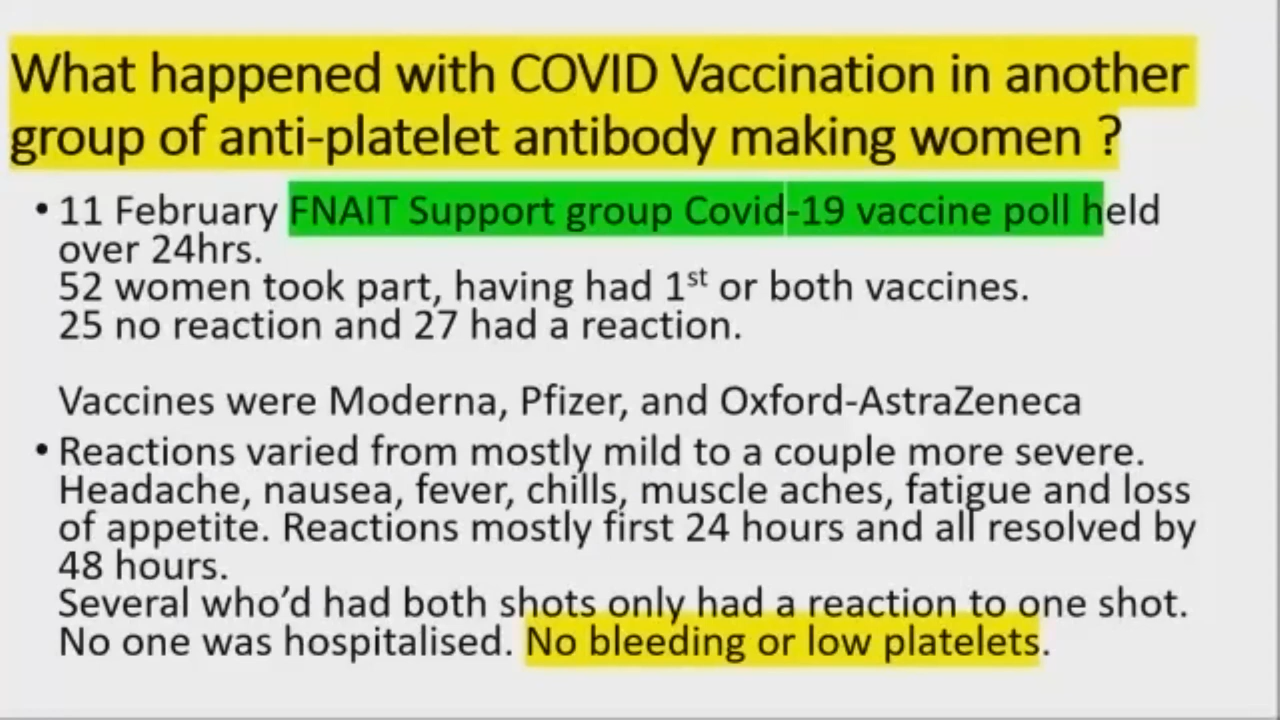 What happened with COVID Vaccination in another
group of anti-platelet antibody making women ?
• 11 February FNAIT Support group Covid-19 vaccine poll held
over 24hrs.
52 women took part, having had 1st or both vaccines.
25 no reaction and 27 had a reaction.
Vaccines were Moderna, Pfizer, and Oxford-AstraZeneca
• Reactions varied from mostly mild to a couple more severe.
Headache, nausea, fever, chills, muscle aches, fatigue and loss
of appetite. Reactions mostly first 24 hours and all resolved by
48 hours.
Several who’d had both shots only had a reaction to one shot.
No one was hospitalised. No bleeding or low platelets.